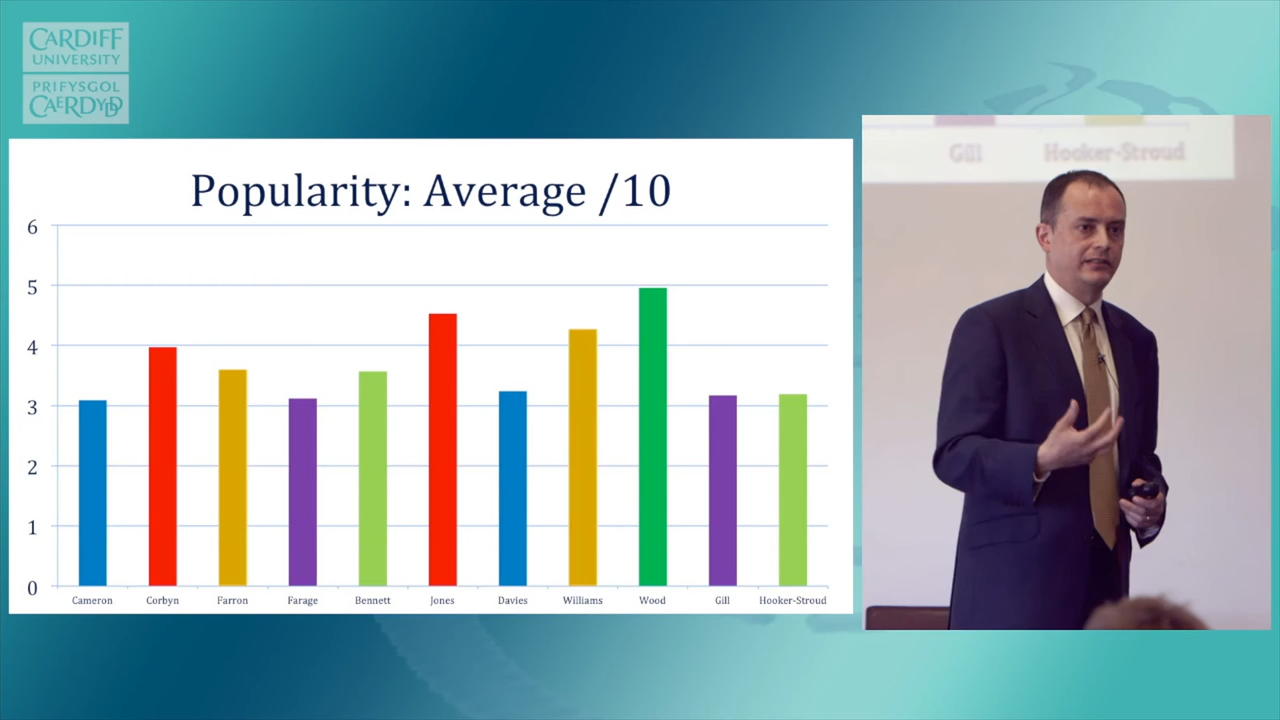 CARDIFF
UNIVERSITY
PRIFYSGOL
CAERDYDD
Popularity: Average /10
6
5
4
3
2
1
0
Cameron Corbyn Farron Farage Bennett Jones Davies Williams Wood Gill Hooker-Stroud
Gill Hooker-Stroud